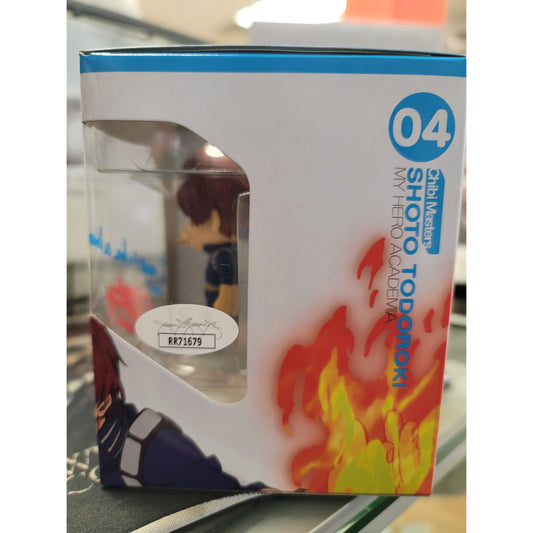 04
Chibi Masters
SHOTO TODOROKI
MY HERO ACADEMIA
RR71679